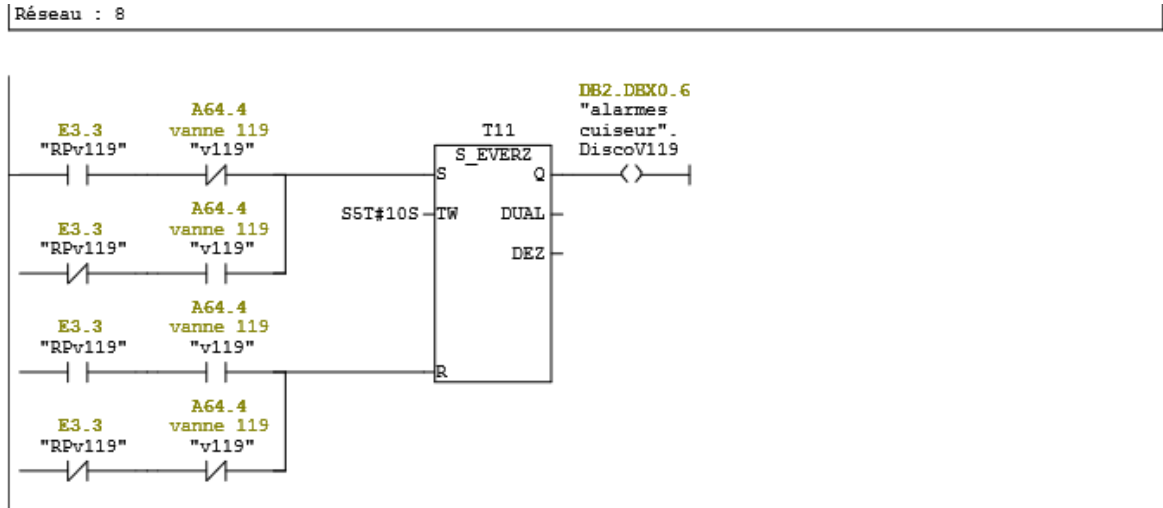 Réseau : 8
DB2.DBX0.6
"alarmes
cuiseur".
DiscoV119
A64.4
E3.3 vanne 119
"RPv119" "v119"
T11
S_EVERZ
S Q
A64.4
E3.3 vanne 119
"RPv119" "v119"
S5T#10S TW DUAL
DEZ
A64.4
E3.3 vanne 119
"RPv119" "v119"
R
A64.4
E3.3 vanne 119
"RPv119" "v119"